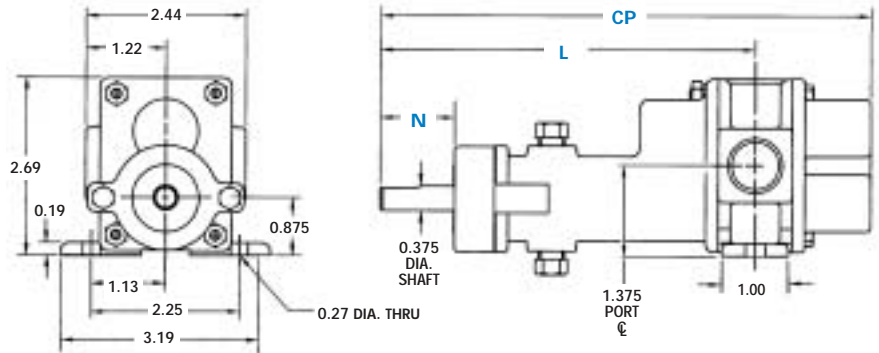 2.44
1.22
2.69
0.19
0.875
1.13
2.25
3.19
0.27 DIA. THRU
CP
L
N
0.375
DIA.
SHAFT
1.375
PORT
℄
1.00